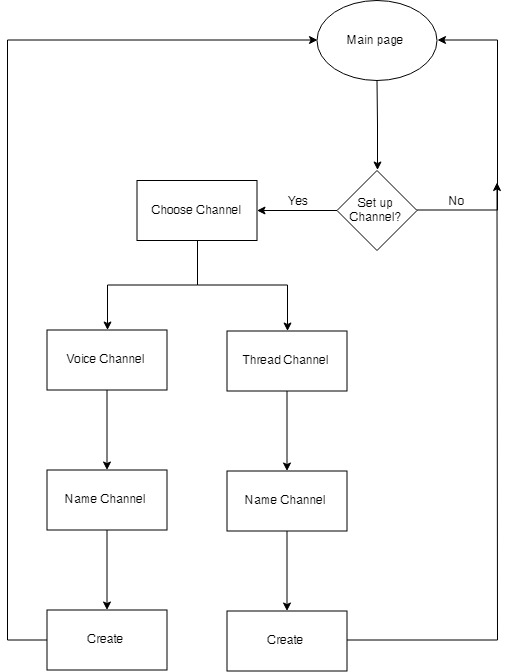 Main page
Set up
Channel?
Yes
No
Choose Channel
Voice Channel
Thread Channel
Name Channel
Name Channel
Create
Create